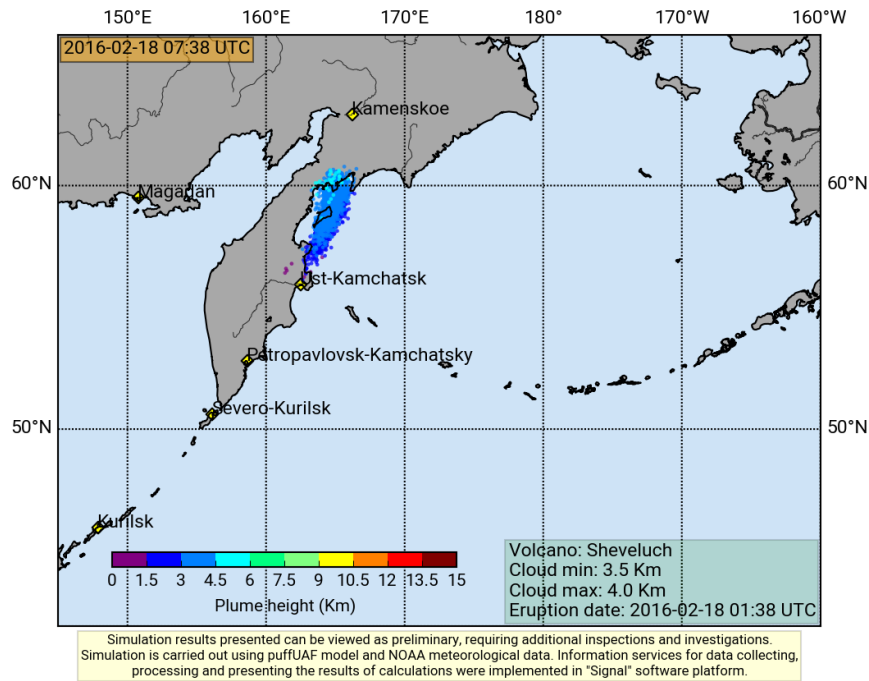 150°E 160°E 170°E 180° 170°W 160°W
2016-02-18 07:38 UTC
Kamenskoe
60°N 60°N
Magadan
Ust-Kamchatsk
Petropavlovsk-Kamchatsky
Severo-Kurilsk
50°N 50°N
Kurilsk
0 1.5 3 4.5 6 7.5 9 10.5 12 13.5 15
Plume height (Km)
Volcano: Sheveluch
Cloud min: 3.5 Km
Cloud max: 4.0 Km
Eruption date: 2016-02-18 01:38 UTC
Simulation results presented can be viewed as preliminary, requiring additional inspections and investigations.
Simulation is carried out using puffUAF model and NOAA meteorological data. Information services for data collecting,
processing and presenting the results of calculations were implemented in "Signal" software platform.